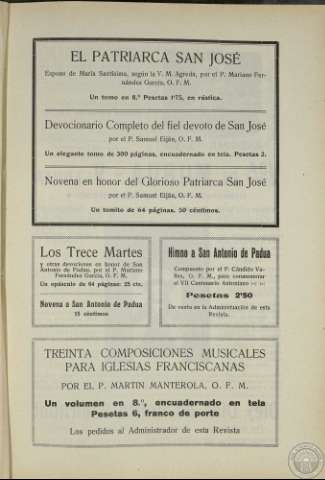 EL PATRIARCA SAN JOSÉ
Esposo de María Santísima, según la V. M. Agreda, por el P. Mariano Fer-
nández García, O. F. M.
Un tomo en 8.º Pesetas 1'75, en rústica.
Devocionario Completo del fiel devoto de San José
por el P. Samuel Eiján, O. F. M.
Un elegante tomo de 300 páginas, encuadernado en tela. Pesetas 2.
Novena en honor del Glorioso Patriarca San José
por el P. Samuel Eiján, O. F. M.
Un tomito de 64 páginas. 50 céntimos.
Los Trece Martes
y otras devociones en honor de San
Antonio de Padua, por el P. Mariano
Fernández García, O. F. M.
Un opúsculo de 64 páginas: 25 cts.
Novena a San Antonio de Padua
15 céntimos
Himno a San Antonio de Padua
Compuesto por el P. Cándido Va-
llez, O. F. M., para conmemorar
el VII Centenario Antoniano
Pesetas 2'50
De venta en la Administración de esta
Revista.
TREINTA COMPOSICIONES MUSICALES
PARA IGLESIAS FRANCISCANAS
POR EL P. MARTIN MANTEROLA, O. F. M.
Un volumen en 8.º, encuadernado en tela
Pesetas 6, franco de porte
Los pedidos al Administrador de esta Revista